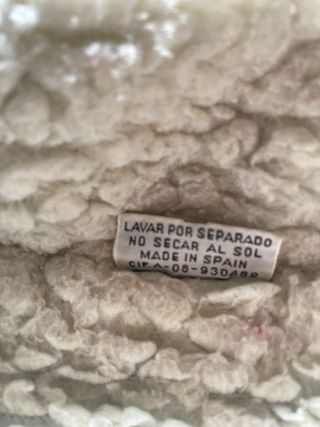 LAVAR POR SEPARADO
NO SECAR AL SOL
MADE IN SPAIN